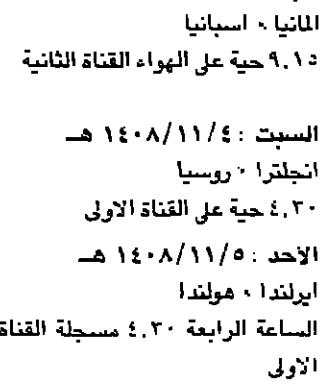 المانيا × اسبانيا
٩,١٥ حية على الهواء القناة الثانية
السبت : ١٤٠٨/١١/٤ هـ
انجلترا × روسيا
٤,٣٠ حية على القناة الاولى
الأحد : ١٤٠٨/١١/٥ هـ
ايرلندا × هولندا
الساعة الرابعة ٤,٣٠ مسجلة القناة
الاولى